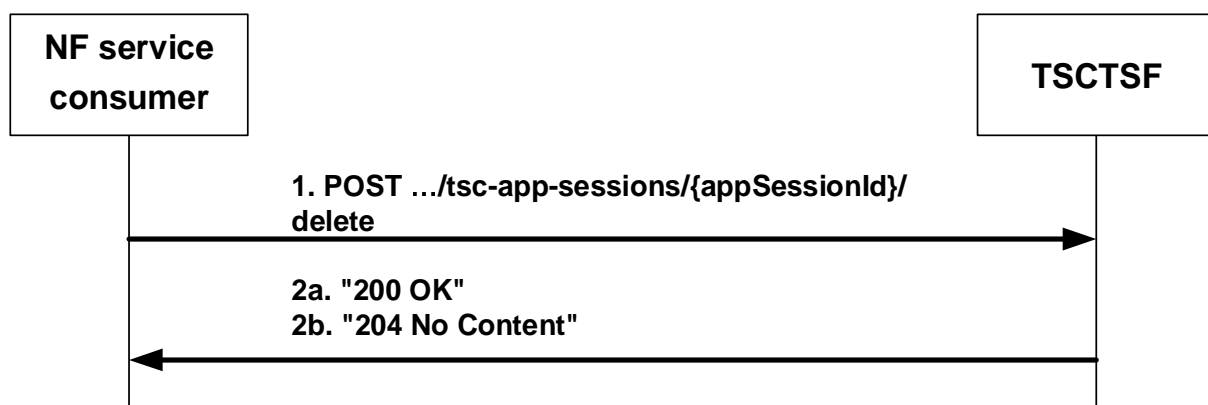 NF service
consumer
TSCTSF
1. POST …/tsc-app-sessions/{appSessionId}/
delete
2a. "200 OK"
2b. "204 No Content"